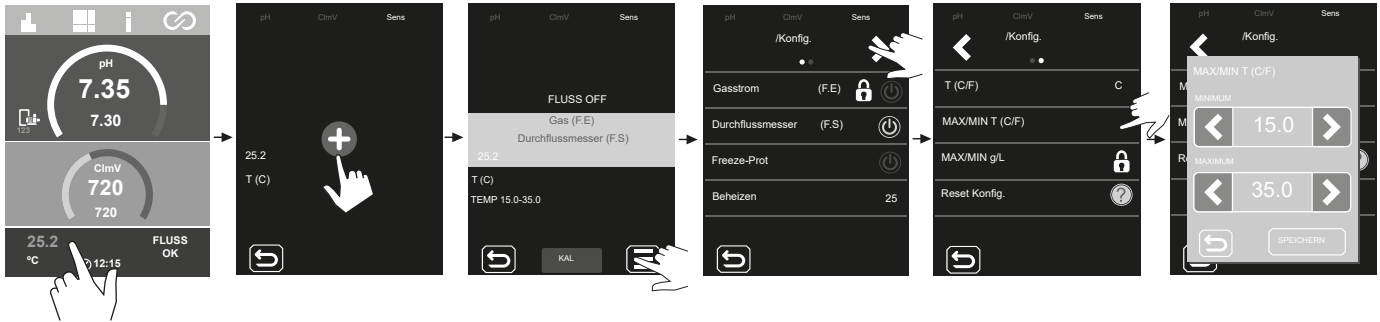 pH
7.35
7.30
123
ClmV
720
720
25.2
ºC
12:15
FLUSS
OK
pH ClmV Sens
25.2
T (C)
pH ClmV Sens
FLUSS OFF
Gas (F.E)
Durchflussmesser (F.S)
25.2
T (C)
TEMP 15.0-35.0
KAL
pH ClmV Sens
/Konfig.
Gasstrom (F.E)
Durchflussmesser (F.S)
Freeze-Prot
Beheizen 25
pH ClmV Sens
/Konfig.
T (C/F) C
MAX/MIN T (C/F)
MAX/MIN g/L
Reset Konfig. ?
pH ClmV Sens
/Konfig.
M
M
R
MAX/MIN T (C/F)
MINIMUM
15.0
MAXIMUM
35.0
SPEICHERN